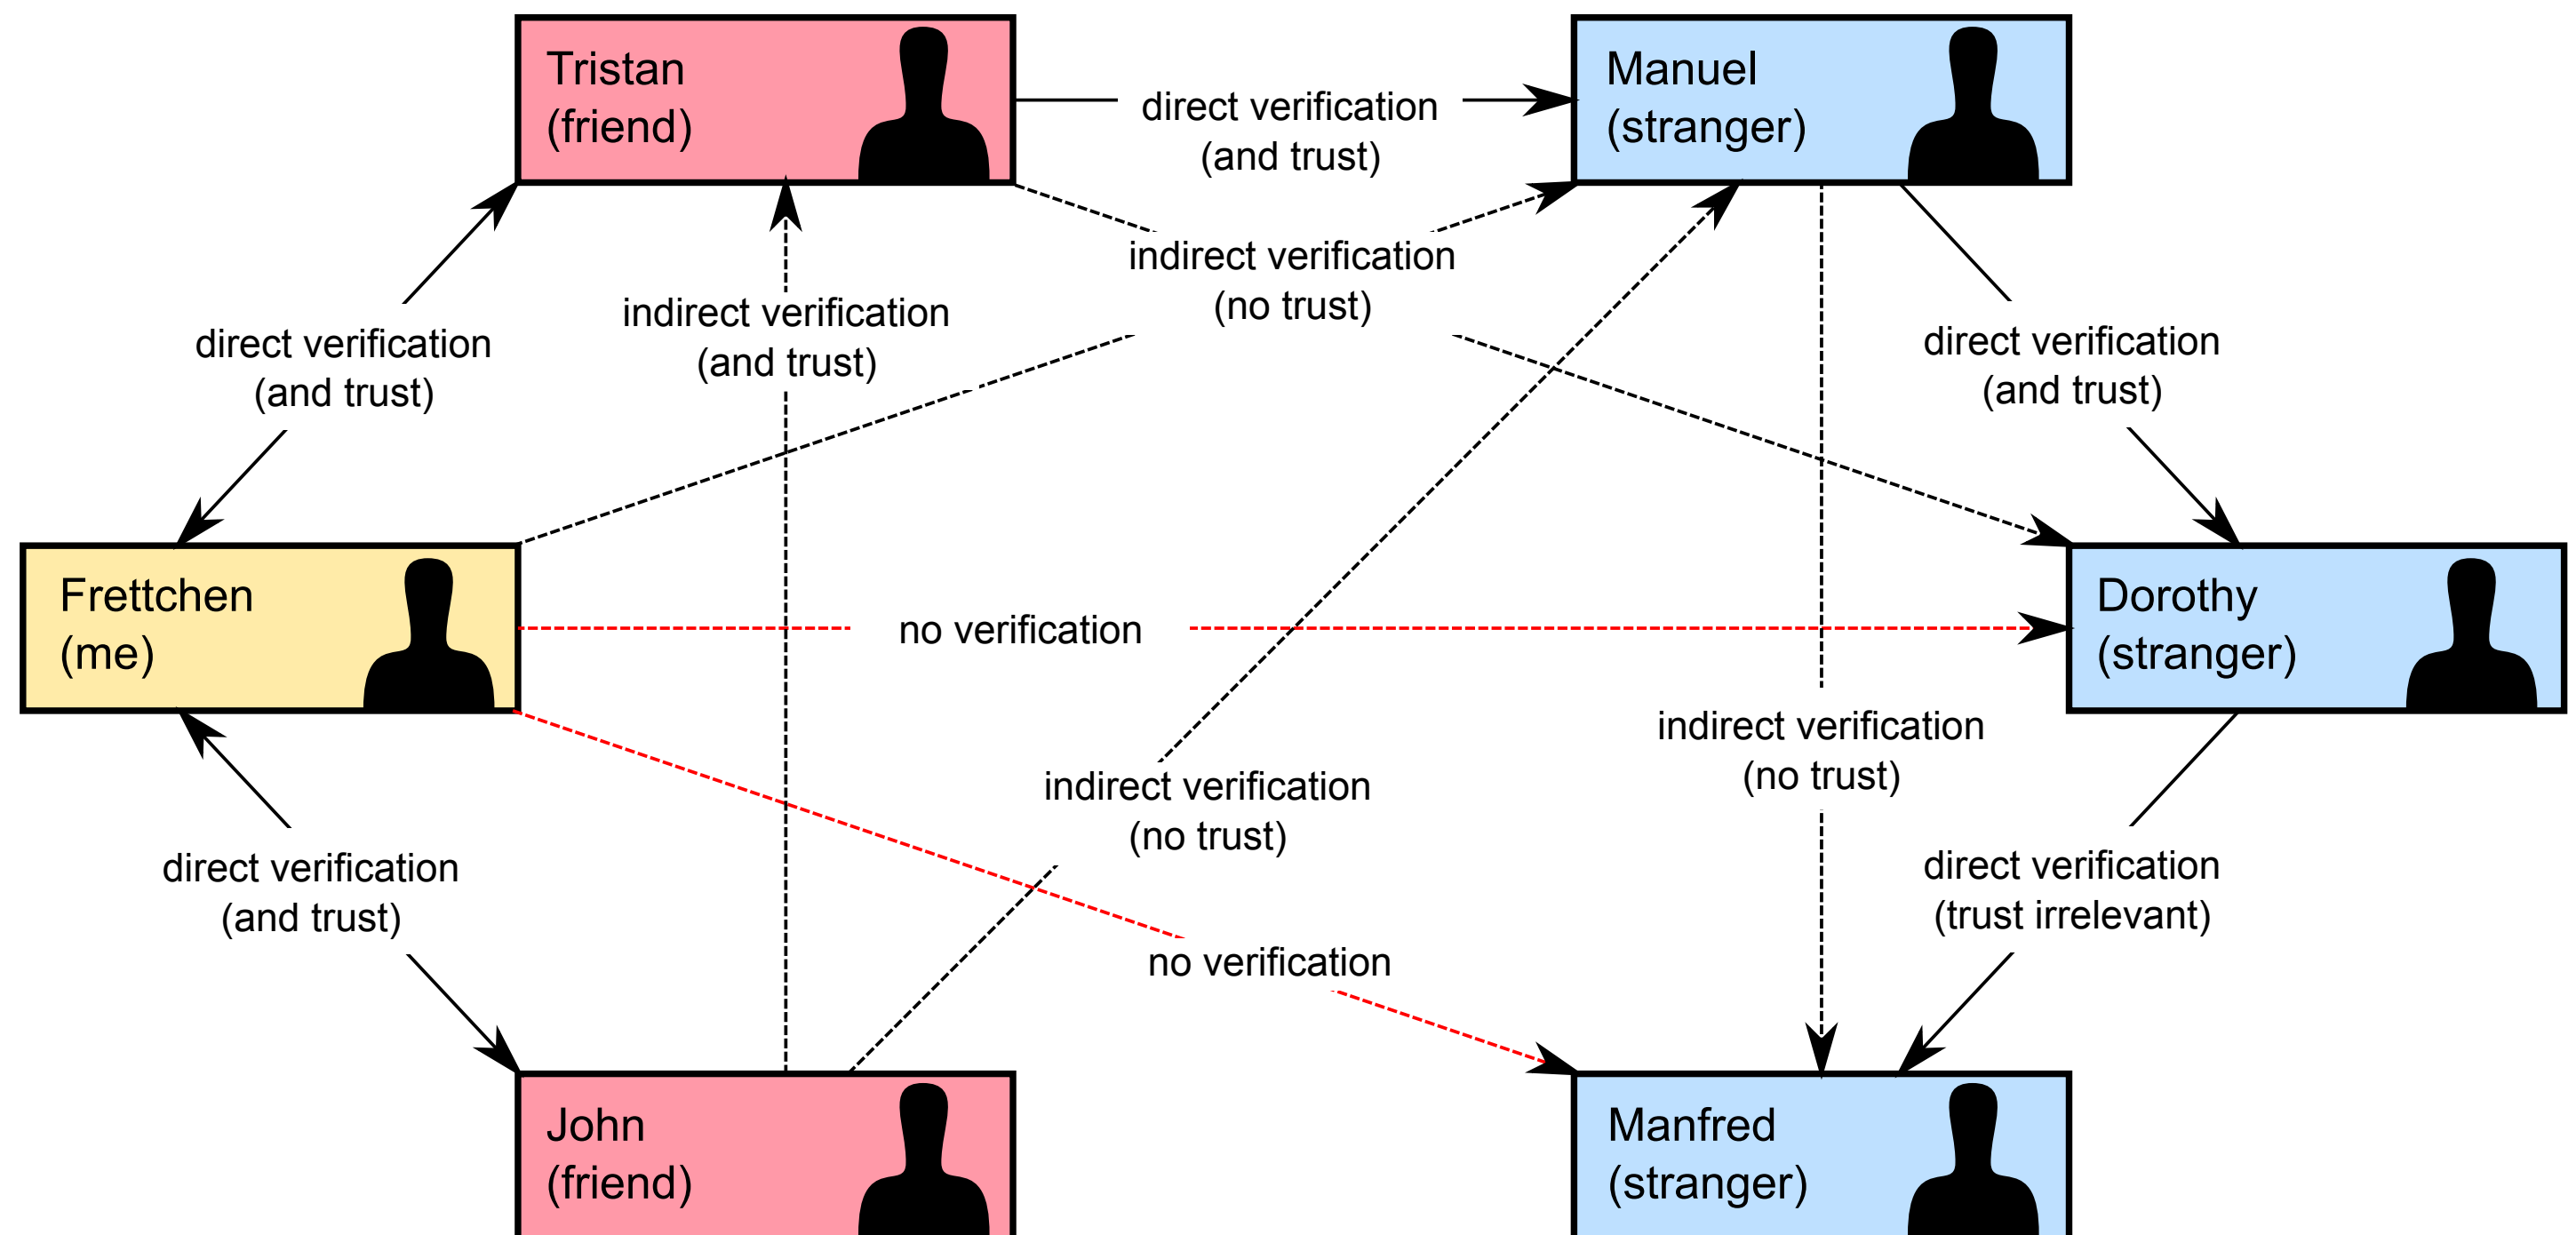 Tristan
(friend)
Manuel
(stranger)
direct verification
(and trust)
indirect verification
(no trust)
indirect verification
(and trust)
direct verification
(and trust)
direct verification
(and trust)
Frettchen
(me)
no verification
Dorothy
(stranger)
indirect verification
(no trust)
indirect verification
(no trust)
direct verification
(and trust)
direct verification
(trust irrelevant)
no verification
John
(friend)
Manfred
(stranger)